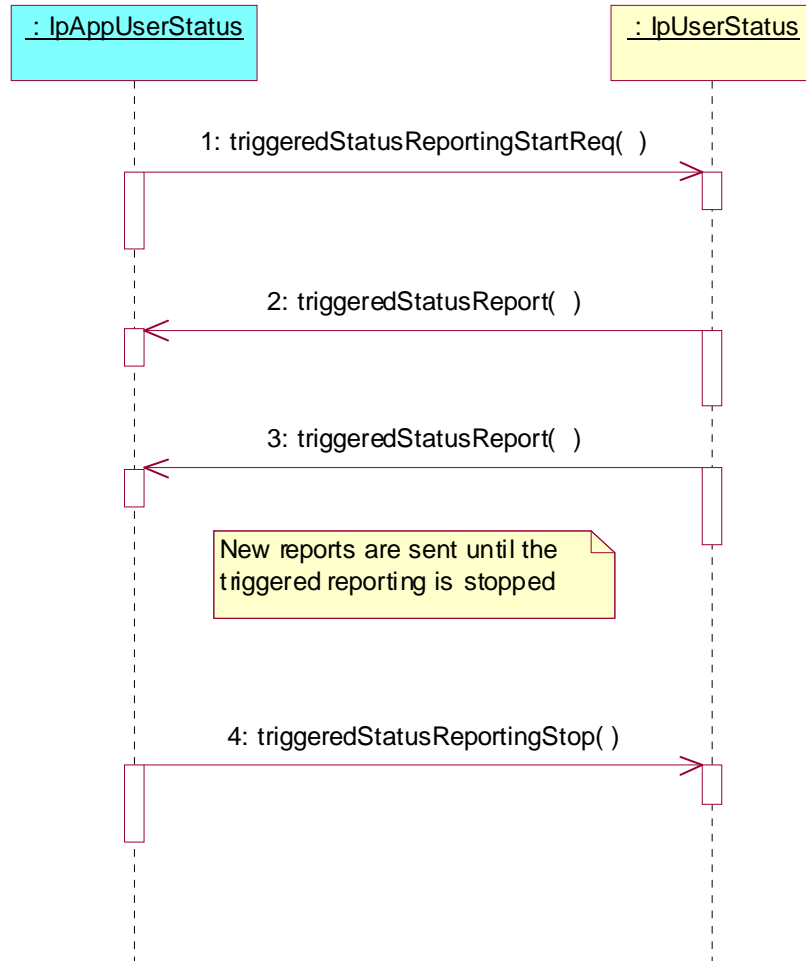 : IpAppUserStatus
: IpUserStatus
1: triggeredStatusReportingStartReq( )
2: triggeredStatusReport( )
3: triggeredStatusReport( )
New reports are sent until the
triggered reporting is stopped
4: triggeredStatusReportingStop( )